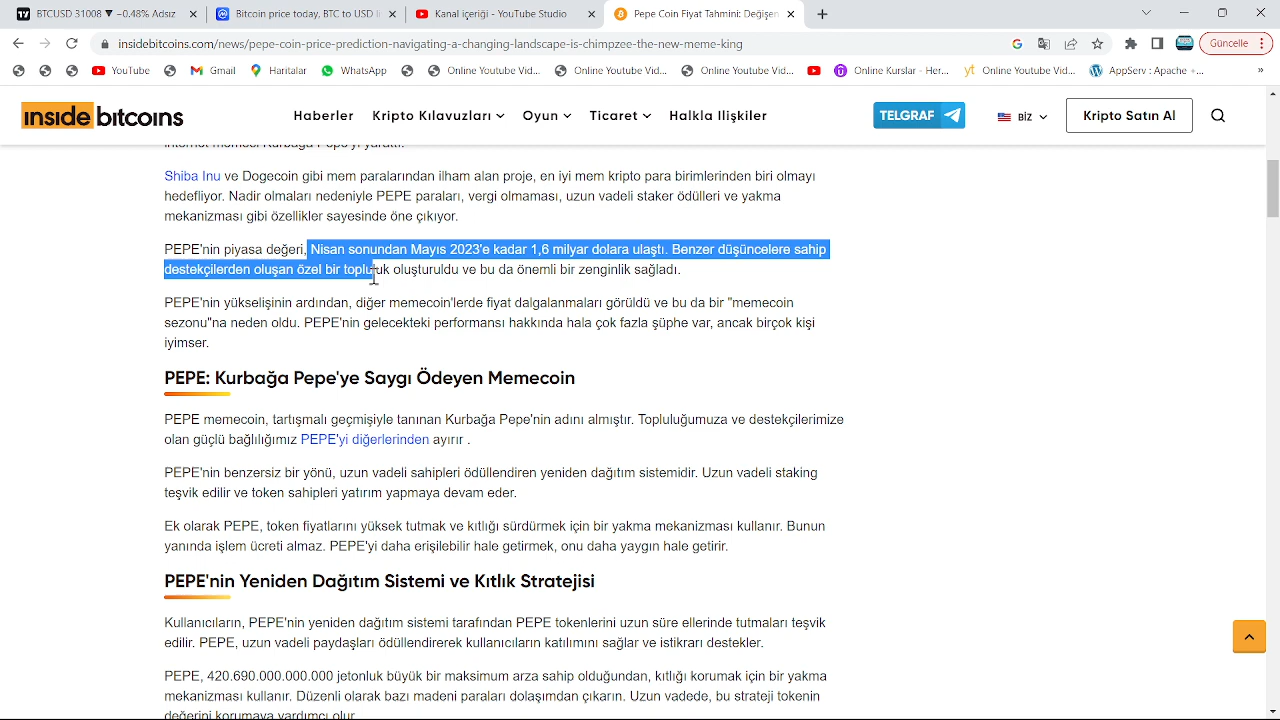 BTCUSD 31008 ▼ −0.48% Adsız
Bitcoin price today, BTC to USD li
Kanal içeriği - YouTube Studio
Pepe Coin Fiyat Tahmini: Değişen
insidebitcoins.com/news/pepe-coin-price-prediction-navigating-a-changing-landscape-is-chimpzee-the-new-meme-king
Güncelle
YouTube
Gmail
Haritalar
WhatsApp
Online Youtube Vid...
Online Youtube Vid...
Online Youtube Vid...
Online Kurslar - Her...
Online Youtube Vid...
AppServ : Apache +...
inside bitcoins
Haberler
Kripto Kılavuzları
Oyun
Ticaret
Halkla İlişkiler
TELGRAF
BİZ
Kripto Satın Al
internet memesi Kurbağa Pepe'yi yarattı.
Shiba Inu ve Dogecoin gibi mem paralarından ilham alan proje, en iyi mem kripto para birimlerinden biri olmayı
hedefliyor. Nadir olmaları nedeniyle PEPE paraları, vergi olmaması, uzun vadeli staker ödülleri ve yakma
mekanizması gibi özellikler sayesinde öne çıkıyor.
PEPE'nin piyasa değeri, Nisan sonundan Mayıs 2023'e kadar 1,6 milyar dolara ulaştı. Benzer düşüncelere sahip
destekçilerden oluşan özel bir topluluk oluşturuldu ve bu da önemli bir zenginlik sağladı.
PEPE'nin yükselişinin ardından, diğer memecoin'lerde fiyat dalgalanmaları görüldü ve bu da bir "memecoin
sezonu"na neden oldu. PEPE'nin gelecekteki performansı hakkında hala çok fazla şüphe var, ancak birçok kişi
iyimser.
PEPE: Kurbağa Pepe'ye Saygı Ödeyen Memecoin
PEPE memecoin, tartışmalı geçmişiyle tanınan Kurbağa Pepe'nin adını almıştır. Topluluğumuza ve destekçilerimize
olan güçlü bağlılığımız PEPE'yi diğerlerinden ayırır .
PEPE'nin benzersiz bir yönü, uzun vadeli sahipleri ödüllendiren yeniden dağıtım sistemidir. Uzun vadeli staking
teşvik edilir ve token sahipleri yatırım yapmaya devam eder.
Ek olarak PEPE, token fiyatlarını yüksek tutmak ve kıtlığı sürdürmek için bir yakma mekanizması kullanır. Bunun
yanında işlem ücreti almaz. PEPE'yi daha erişilebilir hale getirmek, onu daha yaygın hale getirir.
PEPE'nin Yeniden Dağıtım Sistemi ve Kıtlık Stratejisi
Kullanıcıların, PEPE'nin yeniden dağıtım sistemi tarafından PEPE tokenlerini uzun süre ellerinde tutmaları teşvik
edilir. PEPE, uzun vadeli paydaşları ödüllendirerek kullanıcıların katılımını sağlar ve istikrarı destekler.
PEPE, 420.690.000.000.000 jetonluk büyük bir maksimum arza sahip olduğundan, kıtlığı korumak için bir yakma
mekanizması kullanır. Düzenli olarak bazı madeni paraları dolaşımdan çıkarın. Uzun vadede, bu strateji tokenin
değerini korumaya yardımcı olur.